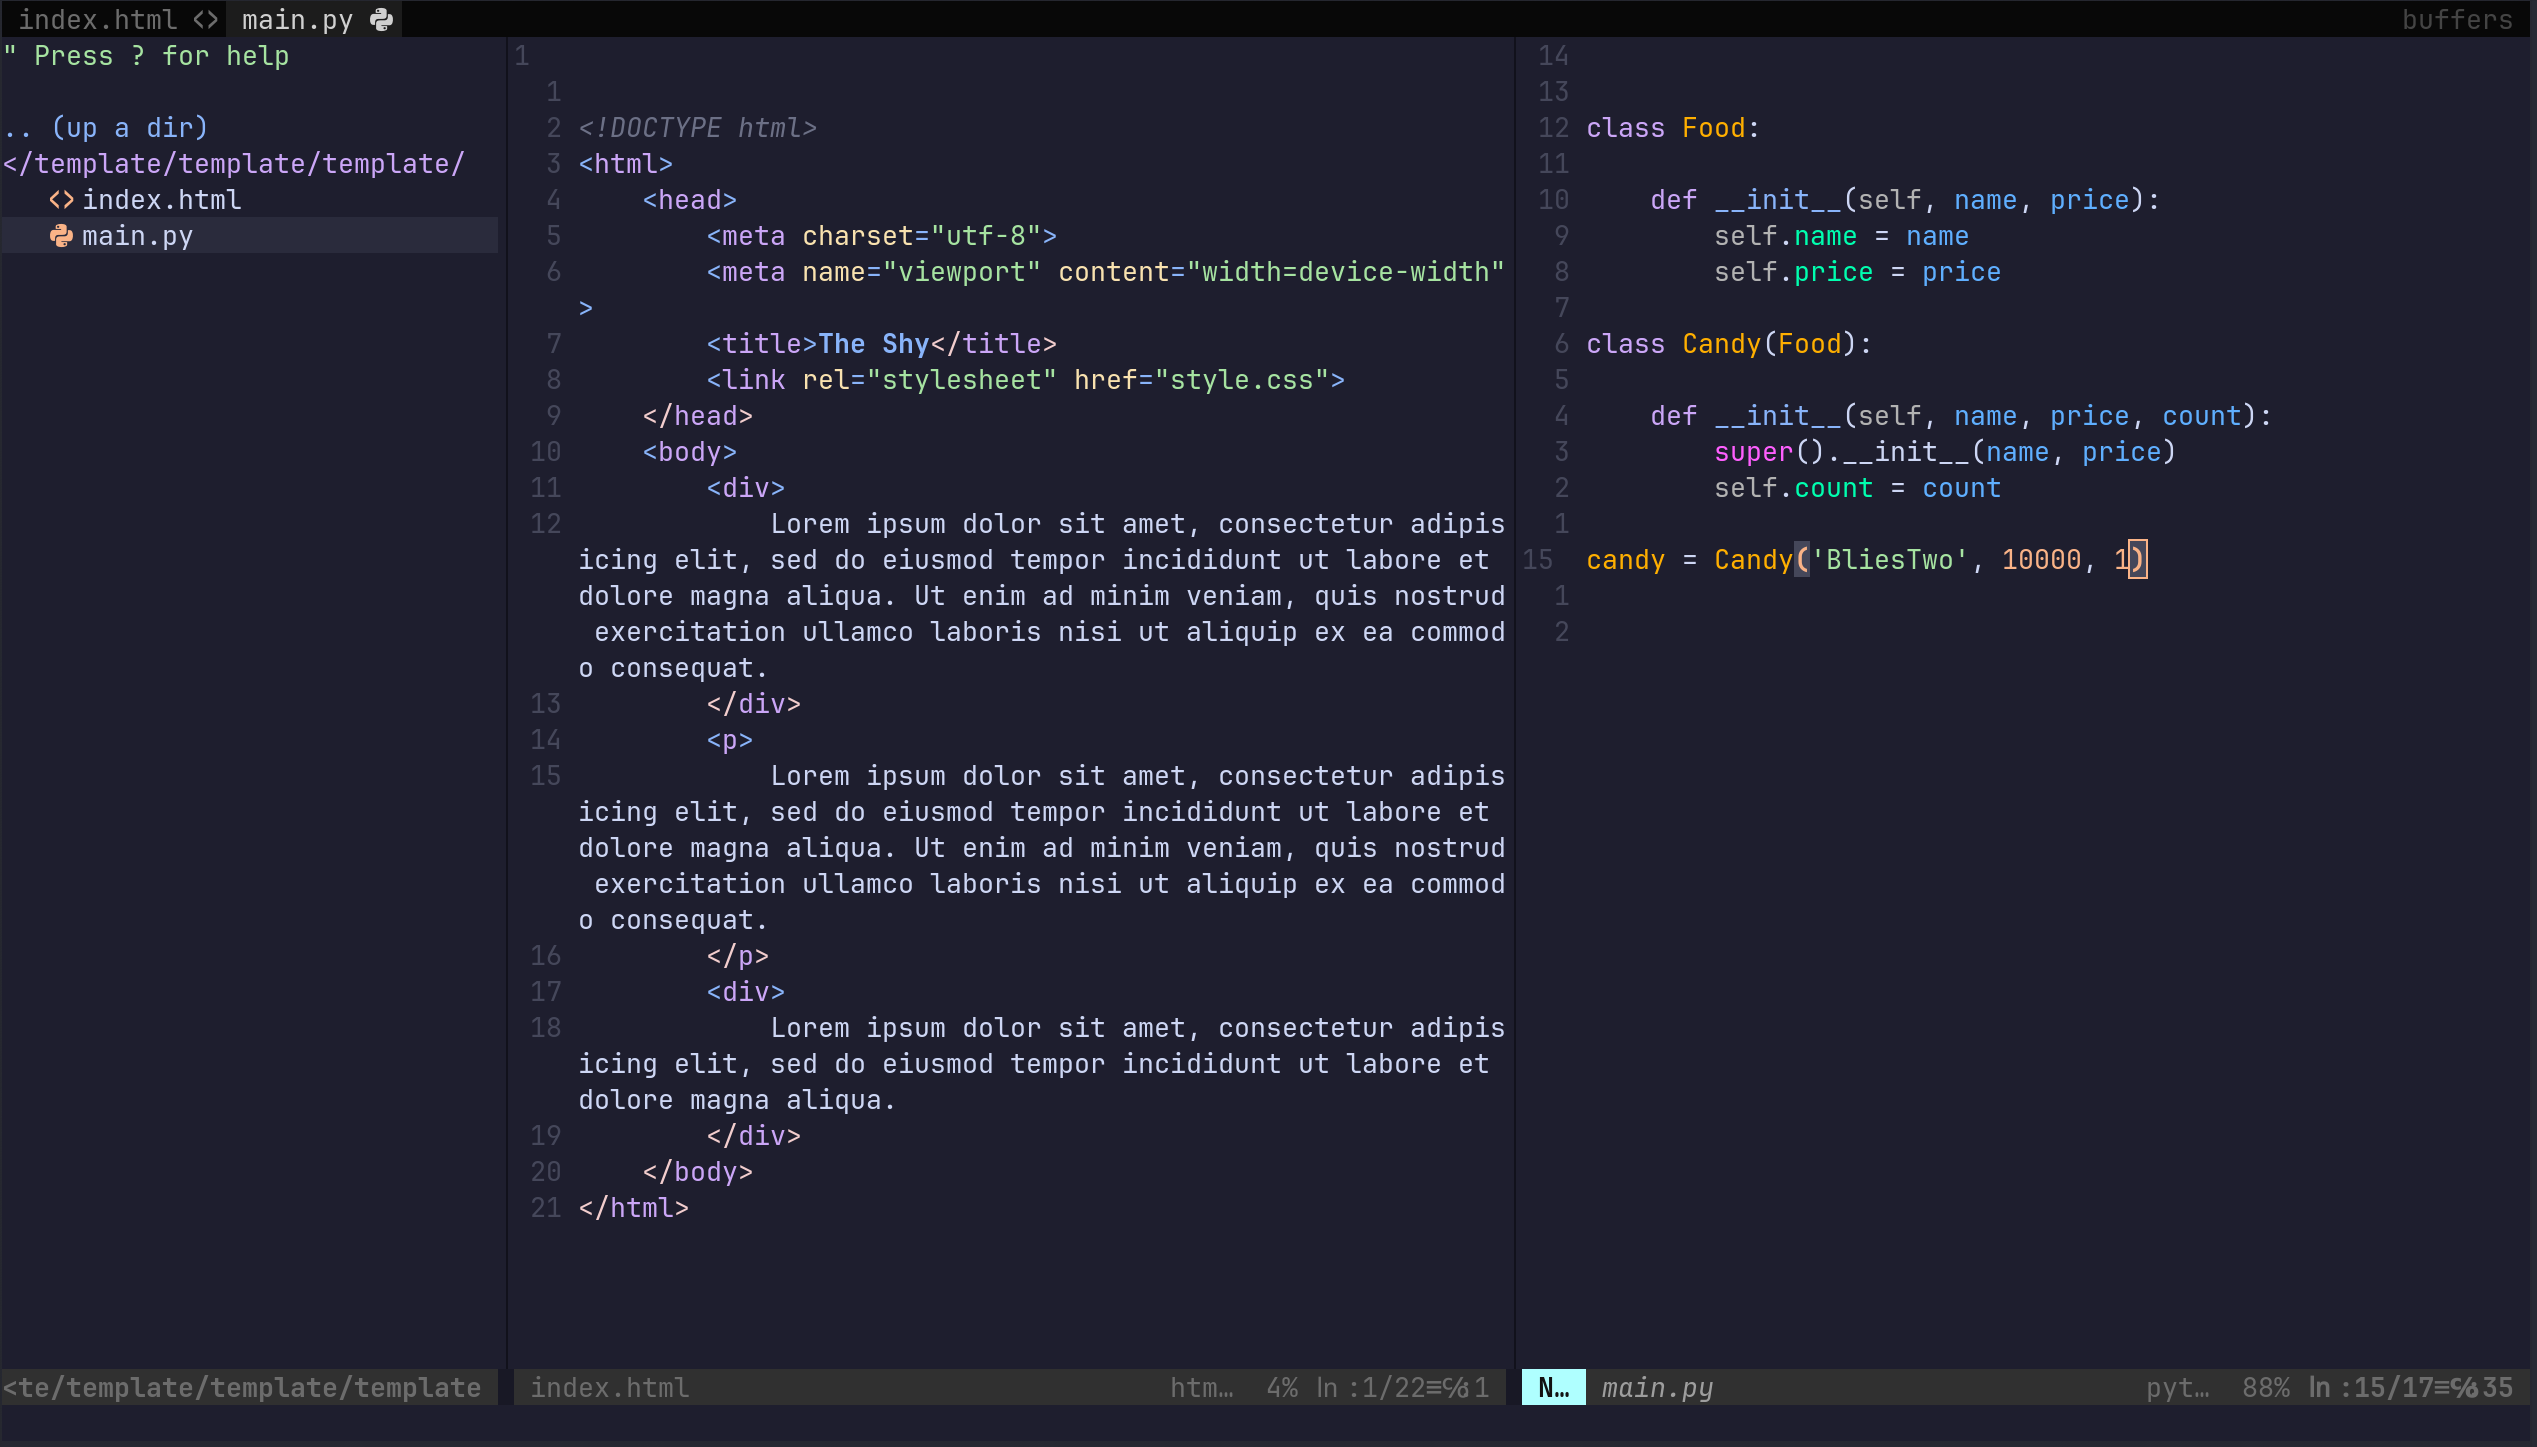 index.html <> main.py
buffers
" Press ? for help
.. (up a dir)
</template/template/template/
<> index.html
main.py
<te/template/template/template
1
1
2 <!DOCTYPE html>
3 <html>
4     <head>
5         <meta charset="utf-8">
6         <meta name="viewport" content="width=device-width"
>
7         <title>The Shy</title>
8         <link rel="stylesheet" href="style.css">
9     </head>
10     <body>
11         <div>
12             Lorem ipsum dolor sit amet, consectetur adipis
icing elit, sed do eiusmod tempor incididunt ut labore et
dolore magna aliqua. Ut enim ad minim veniam, quis nostrud
 exercitation ullamco laboris nisi ut aliquip ex ea commod
o consequat.
13         </div>
14         <p>
15             Lorem ipsum dolor sit amet, consectetur adipis
icing elit, sed do eiusmod tempor incididunt ut labore et
dolore magna aliqua. Ut enim ad minim veniam, quis nostrud
 exercitation ullamco laboris nisi ut aliquip ex ea commod
o consequat.
16         </p>
17         <div>
18             Lorem ipsum dolor sit amet, consectetur adipis
icing elit, sed do eiusmod tempor incididunt ut labore et
dolore magna aliqua.
19         </div>
20     </body>
21 </html>
index.html htm… 4% ln :1/22≡℅:1
14
13
12 class Food:
11
10     def __init__(self, name, price):
9         self.name = name
8         self.price = price
7
6 class Candy(Food):
5
4     def __init__(self, name, price, count):
3         super().__init__(name, price)
2         self.count = count
1
15 candy = Candy('BliesTwo', 10000, 1)
1
2
N… main.py pyt… 88% ln :15/17≡℅:35